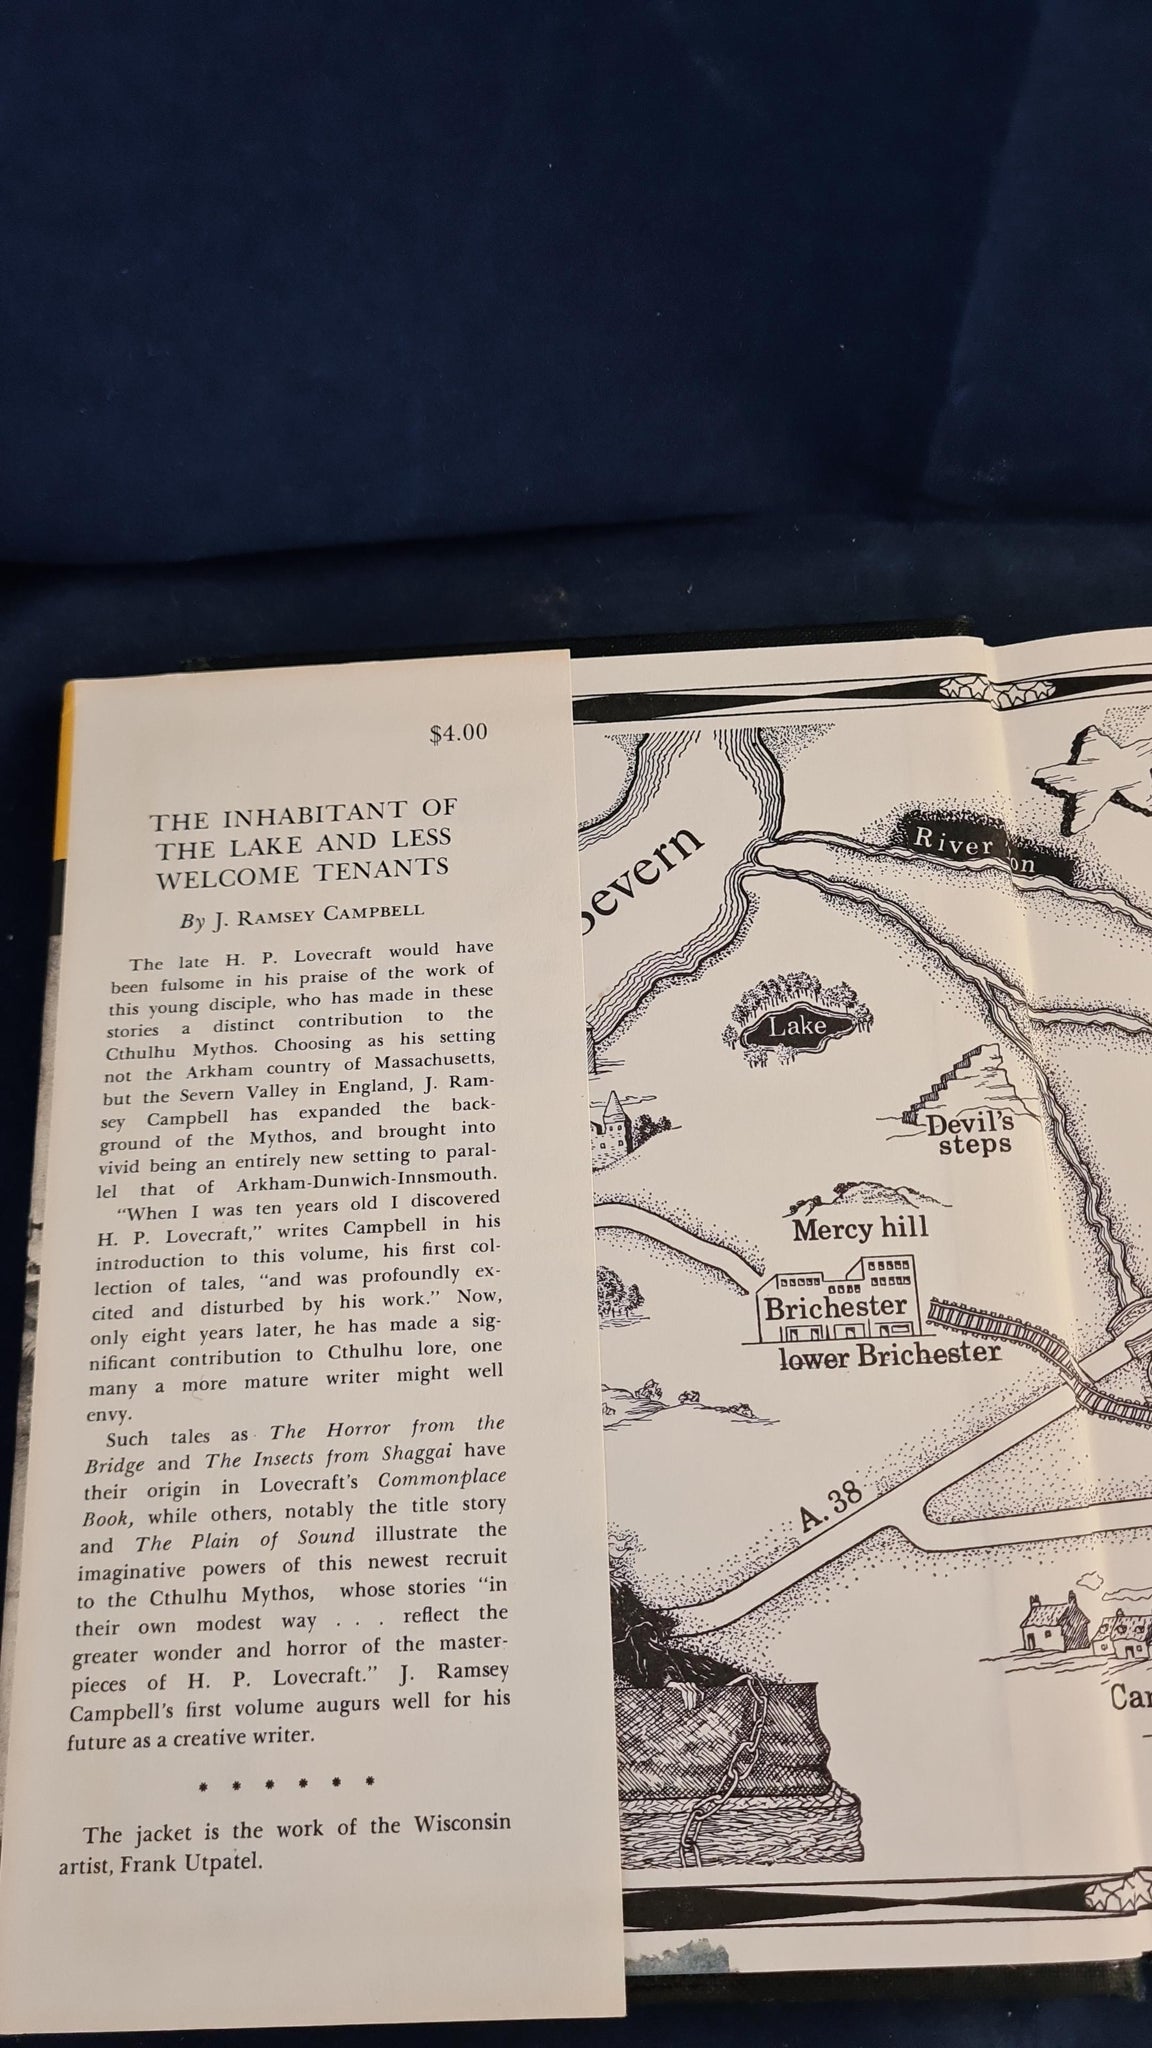 $4.00
THE INHABITANT OF
THE LAKE AND LESS
WELCOME TENANTS
By J. RAMSEY CAMPBELL
The late H. P. Lovecraft would have
been fulsome in his praise of the work of
this young disciple, who has made in these
stories a distinct contribution to the
Cthulhu Mythos. Choosing as his setting
not the Arkham country of Massachusetts,
but the Severn Valley in England, J. Ram-
sey Campbell has expanded the back-
ground of the Mythos, and brought into
vivid being an entirely new setting to paral-
lel that of Arkham-Dunwich-Innsmouth.
"When I was ten years old I discovered
H. P. Lovecraft," writes Campbell in his
introduction to this volume, his first col-
lection of tales, "and was profoundly ex-
cited and disturbed by his work." Now,
only eight years later, he has made a sig-
nificant contribution to Cthulhu lore, one
many a more mature writer might well
envy.
Such tales as The Horror from the
Bridge and The Insects from Shaggai have
their origin in Lovecraft's Commonplace
Book, while others, notably the title story
and The Plain of Sound illustrate the
imaginative powers of this newest recruit
to the Cthulhu Mythos, whose stories "in
their own modest way . . . reflect the
greater wonder and horror of the master-
pieces of H. P. Lovecraft." J. Ramsey
Campbell's first volume augurs well for his
future as a creative writer.
* * * * * *
The jacket is the work of the Wisconsin
artist, Frank Utpatel.
Severn
River
on
Lake
Devil's
steps
Mercy hill
Brichester
lower Brichester
A. 38